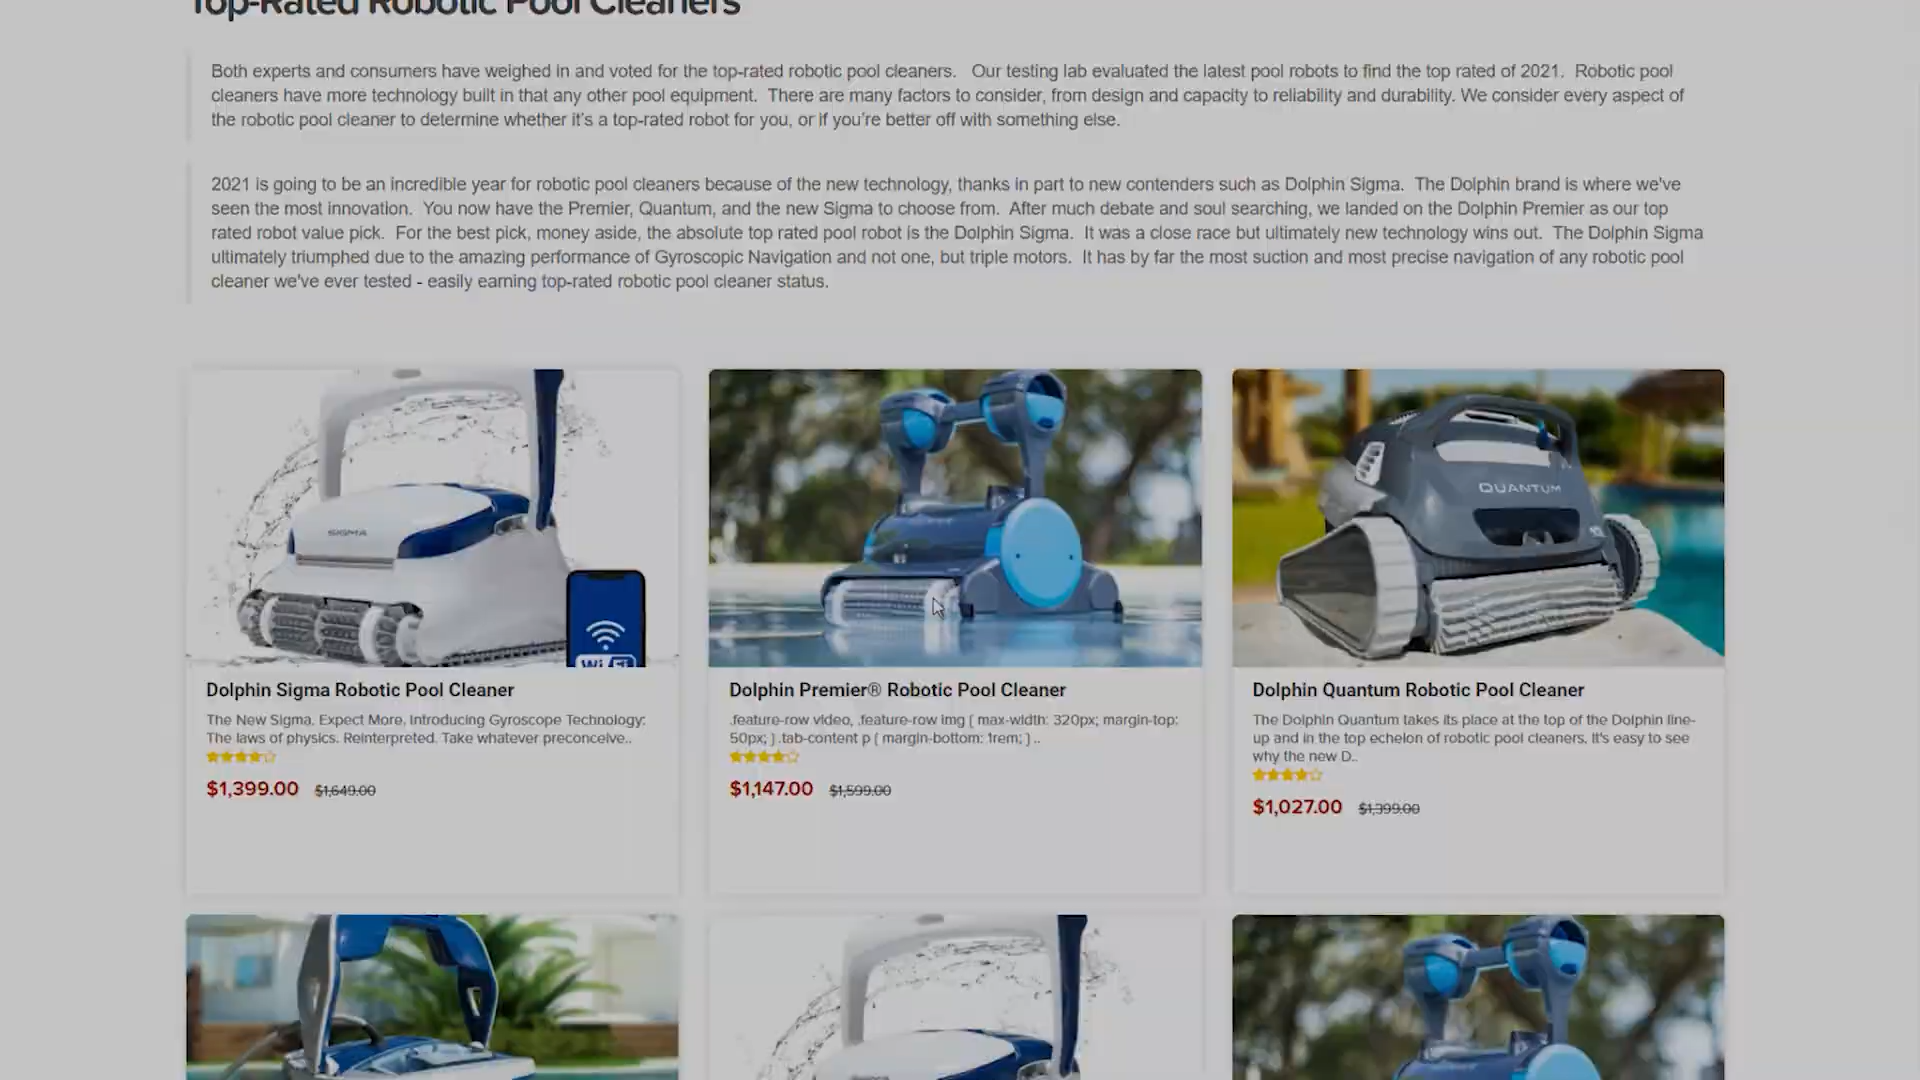 Top-Rated Robotic Pool Cleaners
Both experts and consumers have weighed in and voted for the top-rated robotic pool cleaners.   Our testing lab evaluated the latest pool robots to find the top rated of 2021.  Robotic pool
cleaners have more technology built in that any other pool equipment.  There are many factors to consider, from design and capacity to reliability and durability. We consider every aspect of
the robotic pool cleaner to determine whether it's a top-rated robot for you, or if you're better off with something else.
2021 is going to be an incredible year for robotic pool cleaners because of the new technology, thanks in part to new contenders such as Dolphin Sigma.  The Dolphin brand is where we've
seen the most innovation.  You now have the Premier, Quantum, and the new Sigma to choose from.  After much debate and soul searching, we landed on the Dolphin Premier as our top
rated robot value pick.  For the best pick, money aside, the absolute top rated pool robot is the Dolphin Sigma.  It was a close race but ultimately new technology wins out.  The Dolphin Sigma
ultimately triumphed due to the amazing performance of Gyroscopic Navigation and not one, but triple motors.  It has by far the most suction and most precise navigation of any robotic pool
cleaner we've ever tested - easily earning top-rated robotic pool cleaner status.
SIGMA
WiFi
QUANTUM
Dolphin Sigma Robotic Pool Cleaner
The New Sigma. Expect More. Introducing Gyroscope Technology:
The laws of physics. Reinterpreted. Take whatever preconceive..
$1,399.00 $1,649.00
Dolphin Premier® Robotic Pool Cleaner
.feature-row video, .feature-row img { max-width: 320px; margin-top:
50px; } .tab-content p { margin-bottom: 1rem; } ..
$1,147.00 $1,599.00
Dolphin Quantum Robotic Pool Cleaner
The Dolphin Quantum takes its place at the top of the Dolphin line-
up and in the top echelon of robotic pool cleaners. It's easy to see
why the new D..
$1,027.00 $1,399.00